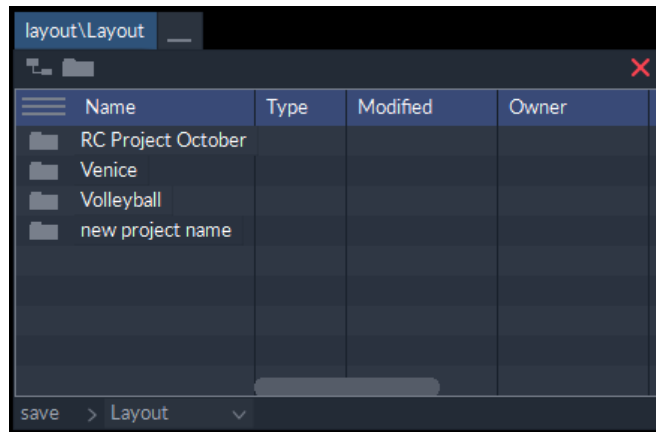 layout\Layout
Name Type Modified Owner
RC Project October
Venice
Volleyball
new project name
save > Layout